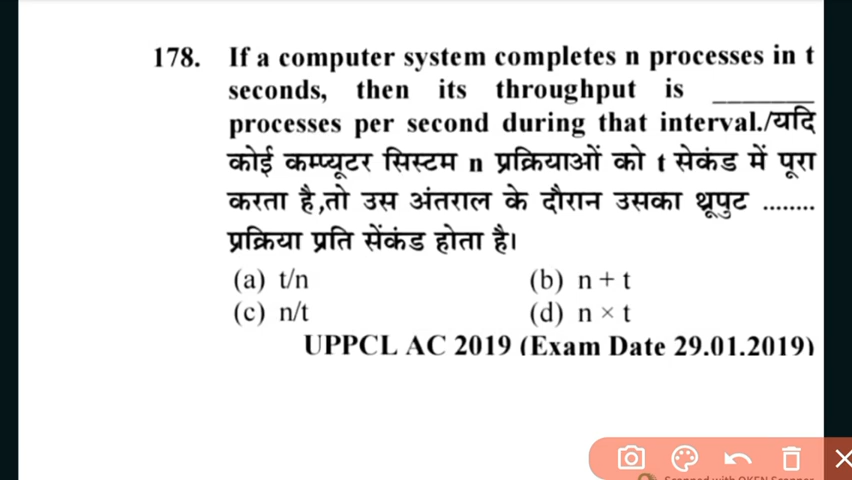 178. If a computer system completes n processes in t
seconds, then its throughput is ________
processes per second during that interval./यदि
कोई कम्प्यूटर सिस्टम n प्रक्रियाओं को t सेकंड में पूरा
करता है,तो उस अंतराल के दौरान उसका थ्रूपुट ........
प्रक्रिया प्रति सेंकंड होता है।
(a) t/n (b) n + t
(c) n/t (d) n × t
UPPCL AC 2019 (Exam Date 29.01.2019)